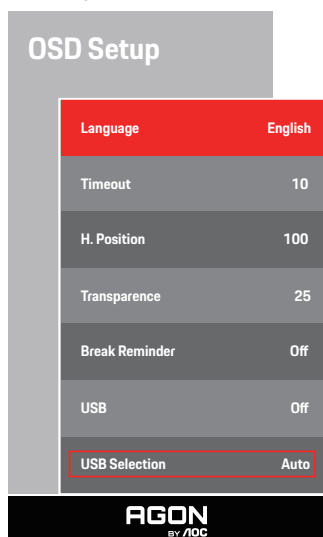 OSD Setup
Language English
Timeout 10
H. Position 100
Transparence 25
Break Reminder Off
USB Off
USB Selection Auto
AGON
BY AOC